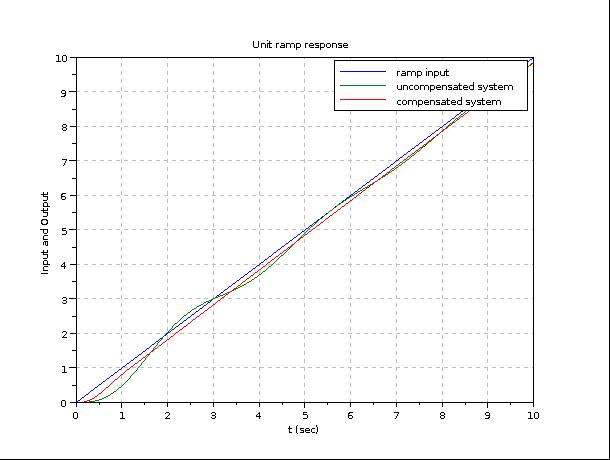 Unit ramp response
ramp input
uncompensated system
compensated system
Input and Output
10
9
8
7
6
5
4
3
2
1
0
0 1 2 3 4 5 6 7 8 9 10
t (sec)